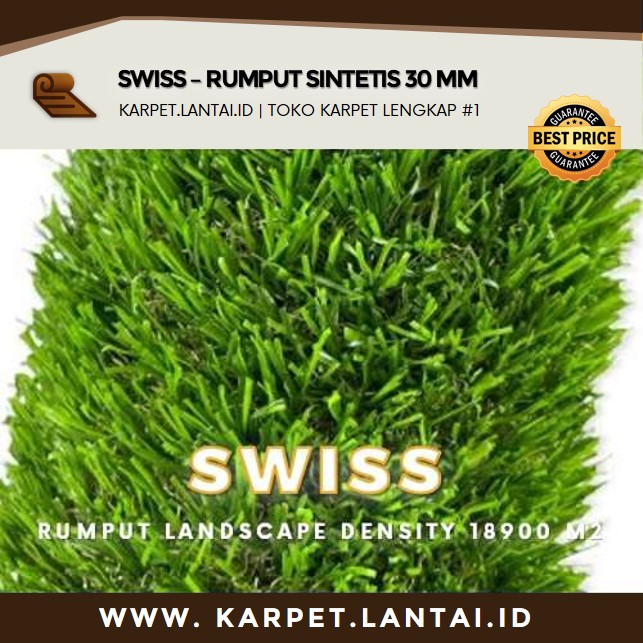 SWISS – RUMPUT SINTETIS 30 MM
KARPET.LANTAI.ID | TOKO KARPET LENGKAP #1
GUARANTEE
BEST PRICE
GUARANTEE
SWISS
RUMPUT LANDSCAPE DENSITY 18900 M2
WWW. KARPET.LANTAI.ID